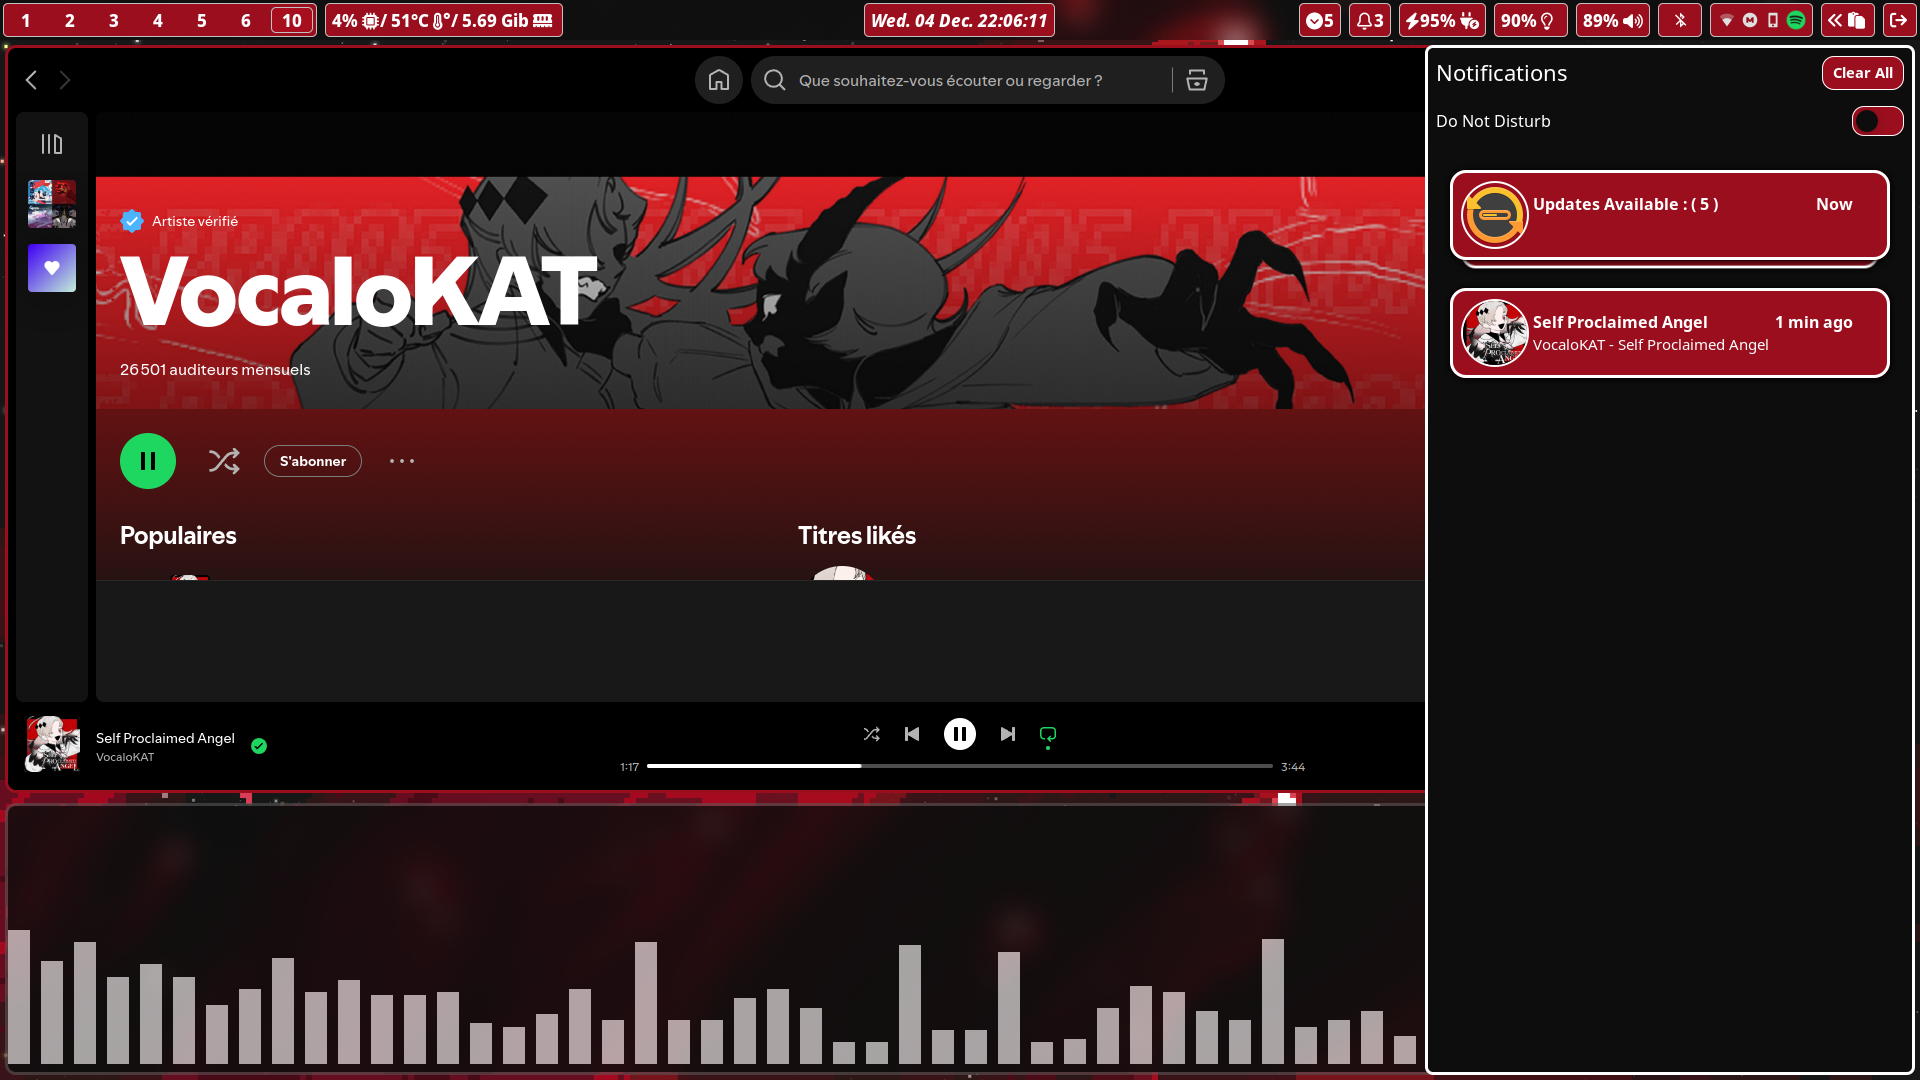 1 2 3 4 5 6 10
4% / 51°C / 5.69 Gib
Wed. 04 Dec. 22:06:11
5
3
95%
90%
89%
Que souhaitez-vous écouter ou regarder ?
Artiste vérifié
VocaloKAT
26 501 auditeurs mensuels
S'abonner
Populaires
Titres likés
Self Proclaimed Angel
VocaloKAT
1:17
3:44
Notifications
Clear All
Do Not Disturb
Updates Available : ( 5 )
Now
Self Proclaimed Angel
1 min ago
VocaloKAT - Self Proclaimed Angel